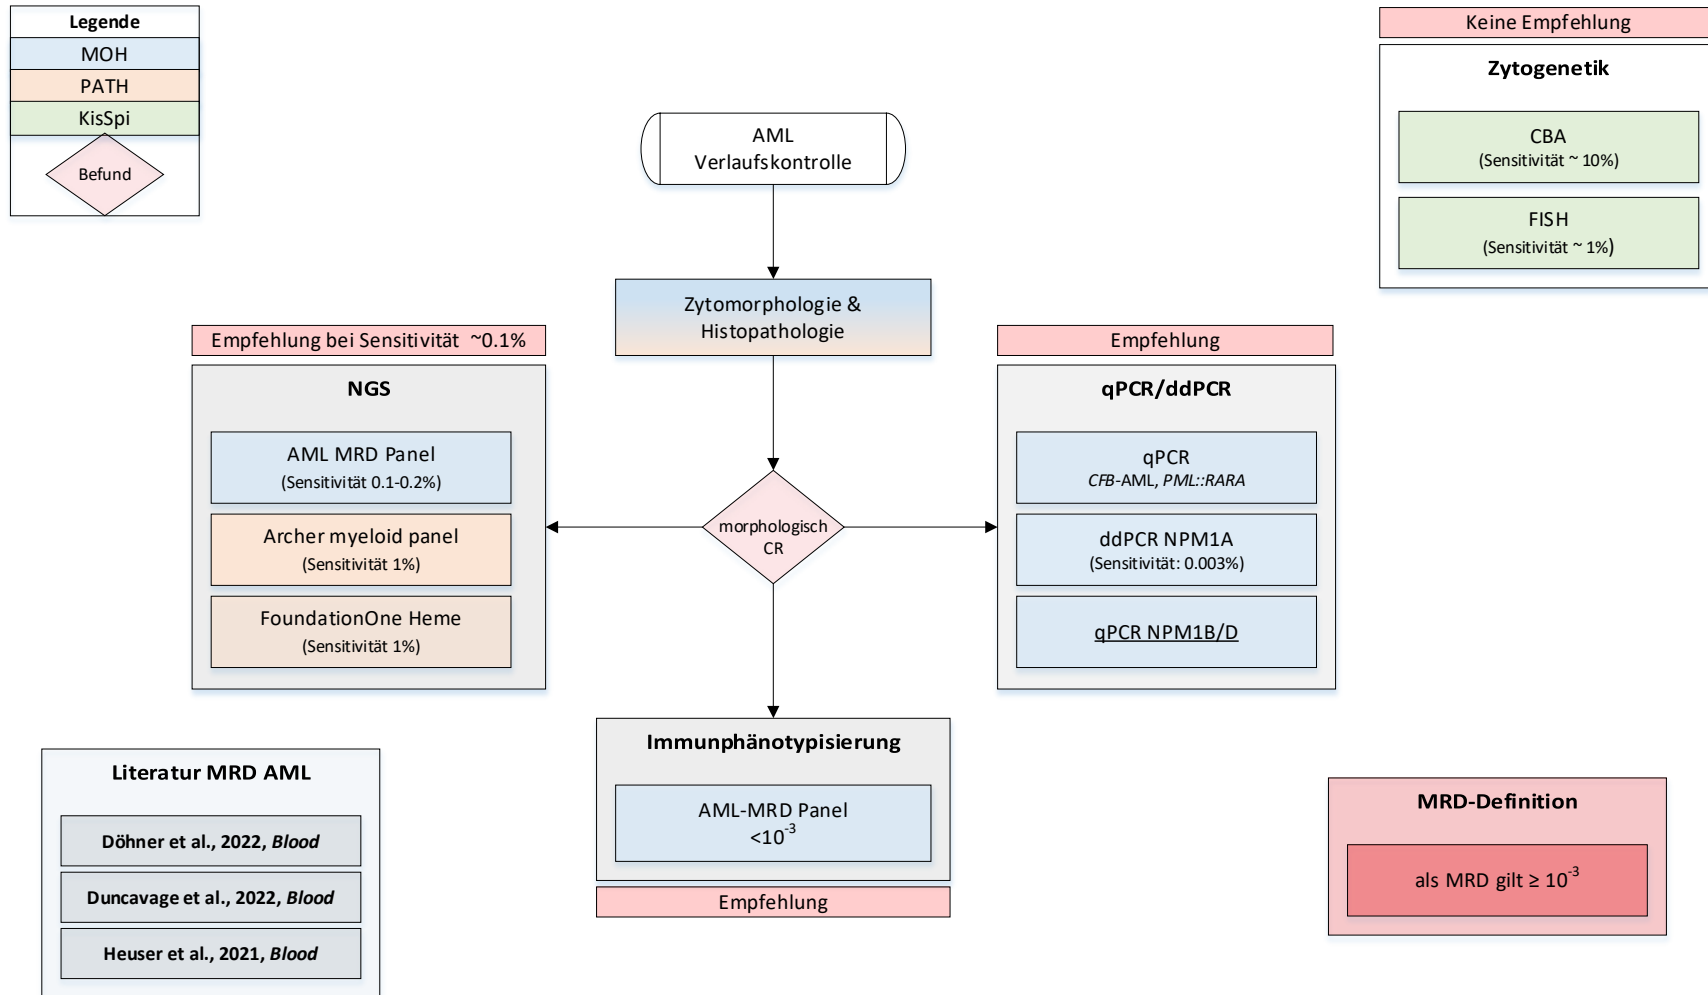 Legende
MOH
PATH
KisSpi
Befund
AML
Verlaufskontrolle
Keine Empfehlung
Zytogenetik
CBA
(Sensitivität ~ 10%)
FISH
(Sensitivität ~ 1%)
Zytomorphologie &
Histopathologie
Empfehlung bei Sensitivität ~0.1%
NGS
AML MRD Panel
(Sensitivität 0.1-0.2%)
Archer myeloid panel
(Sensitivität 1%)
FoundationOne Heme
(Sensitivität 1%)
morphologisch
CR
Empfehlung
qPCR/ddPCR
qPCR
CFB-AML, PML::RARA
ddPCR NPM1A
(Sensitivität: 0.003%)
qPCR NPM1B/D
Immunphänotypisierung
AML-MRD Panel
<10⁻³
Empfehlung
Literatur MRD AML
Döhner et al., 2022, Blood
Duncavage et al., 2022, Blood
Heuser et al., 2021, Blood
MRD-Definition
als MRD gilt ≥ 10⁻³